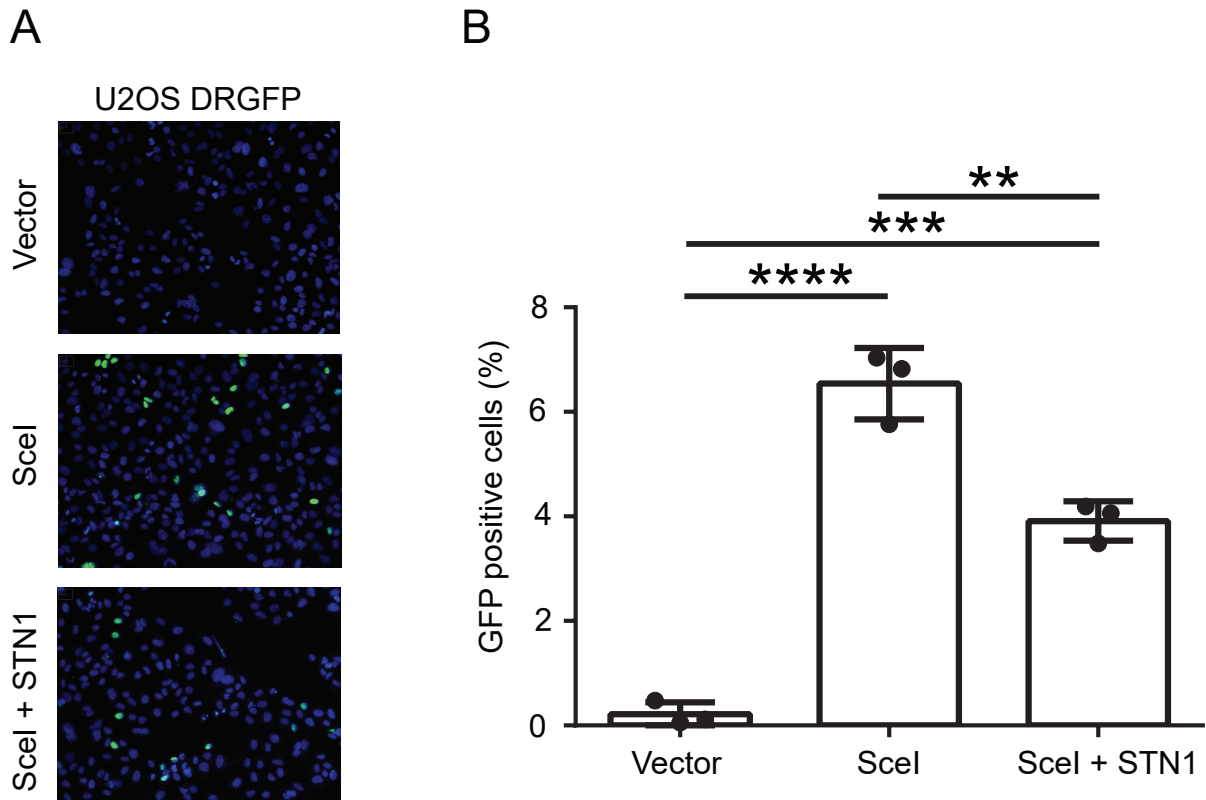 A
B
U2OS DRGFP
Vector
SceI
SceI + STN1
GFP positive cells (%)
8
6
4
2
0
**
***
****
Vector
SceI
SceI + STN1